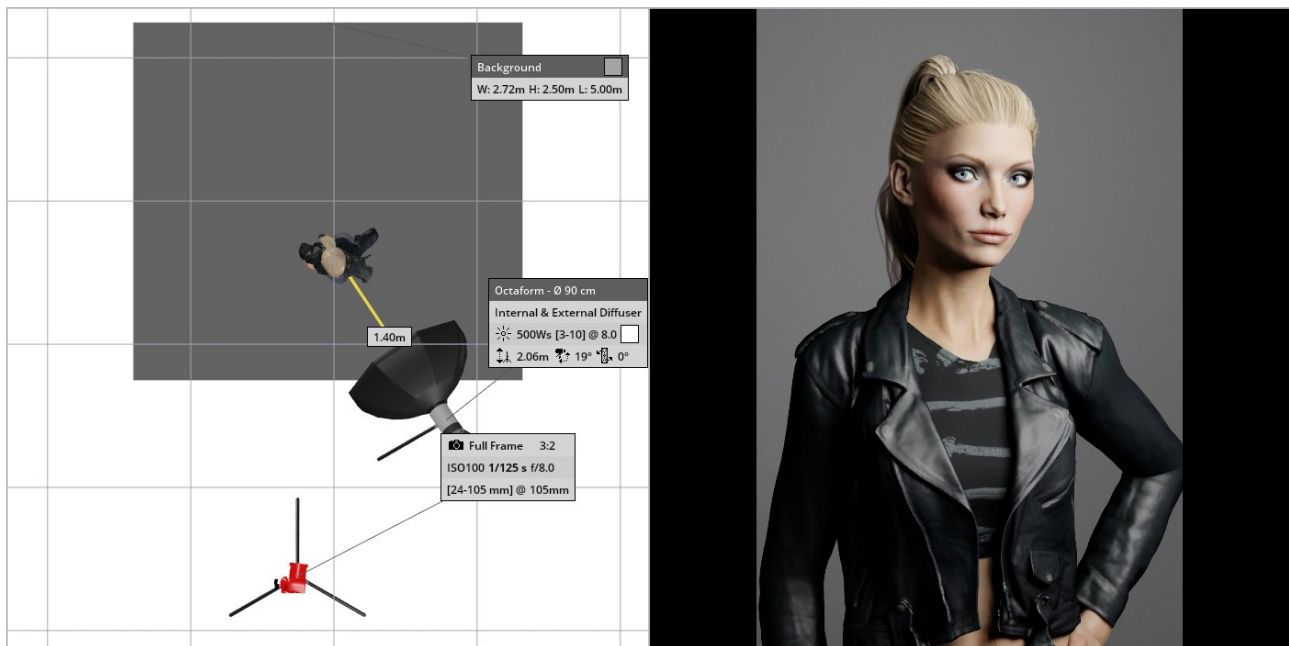 Background
W: 2.72m H: 2.50m L: 5.00m
1.40m
Octaform - Ø 90 cm
Internal & External Diffuser
500Ws [3-10] @ 8.0
2.06m 19° 0°
Full Frame 3:2
ISO100 1/125 s f/8.0
[24-105 mm] @ 105mm